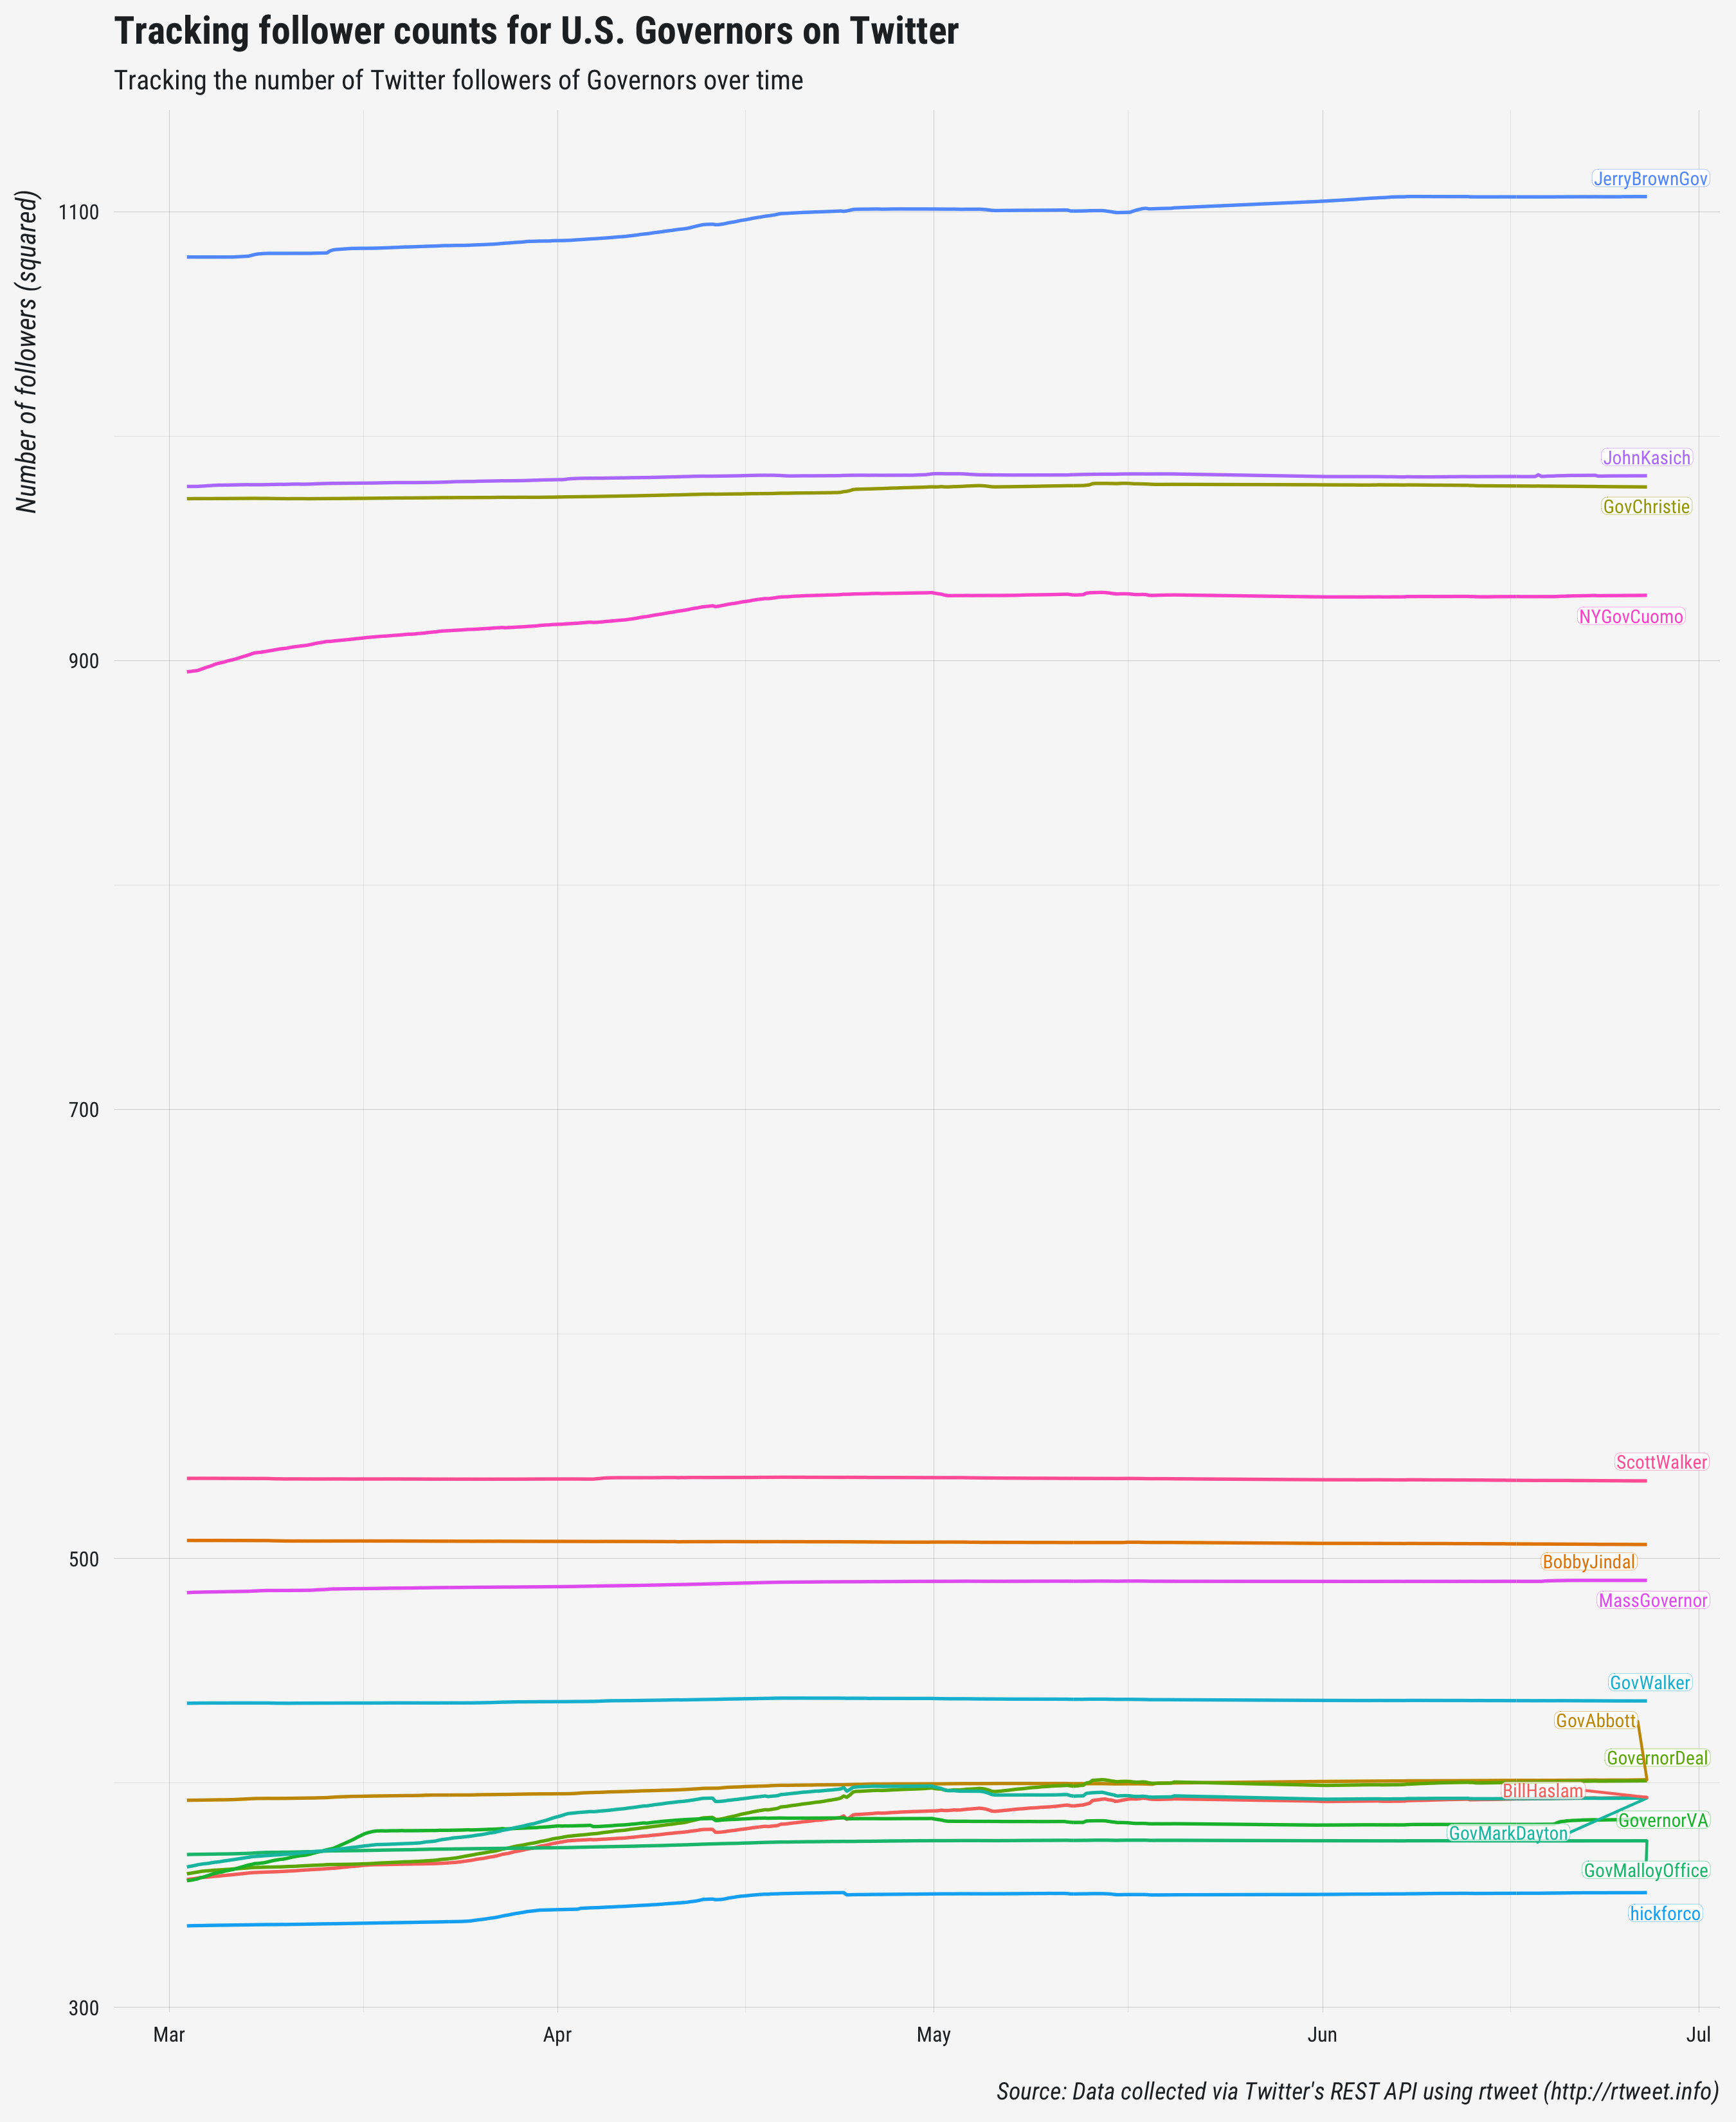 Tracking follower counts for U.S. Governors on Twitter
Tracking the number of Twitter followers of Governors over time
Number of followers (squared)
1100
900
700
500
300
JerryBrownGov
JohnKasich
GovChristie
NYGovCuomo
ScottWalker
BobbyJindal
MassGovernor
GovWalker
GovAbbott
GovernorDeal
BillHaslam
GovernorVA
GovMarkDayton
GovMalloyOffice
hickforco
Mar Apr May Jun Jul
Source: Data collected via Twitter's REST API using rtweet (http://rtweet.info)